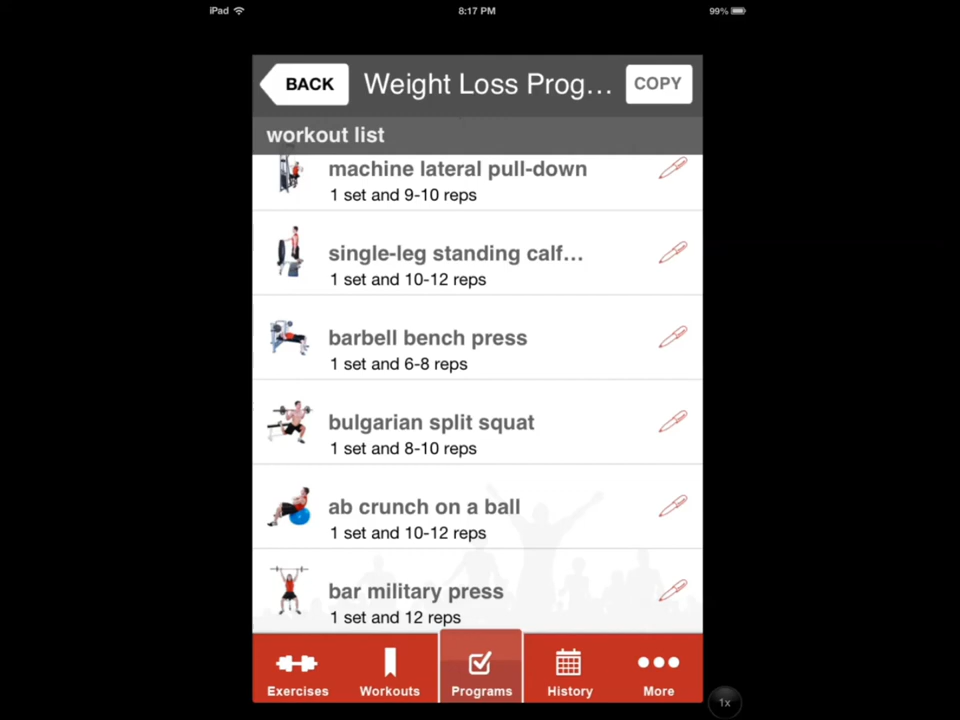 iPad 8:17 PM 99%
BACK Weight Loss Prog... COPY
workout list
machine lateral pull-down
1 set and 9-10 reps
single-leg standing calf...
1 set and 10-12 reps
barbell bench press
1 set and 6-8 reps
bulgarian split squat
1 set and 8-10 reps
ab crunch on a ball
1 set and 10-12 reps
bar military press
1 set and 12 reps
Exercises Workouts Programs History More
1x